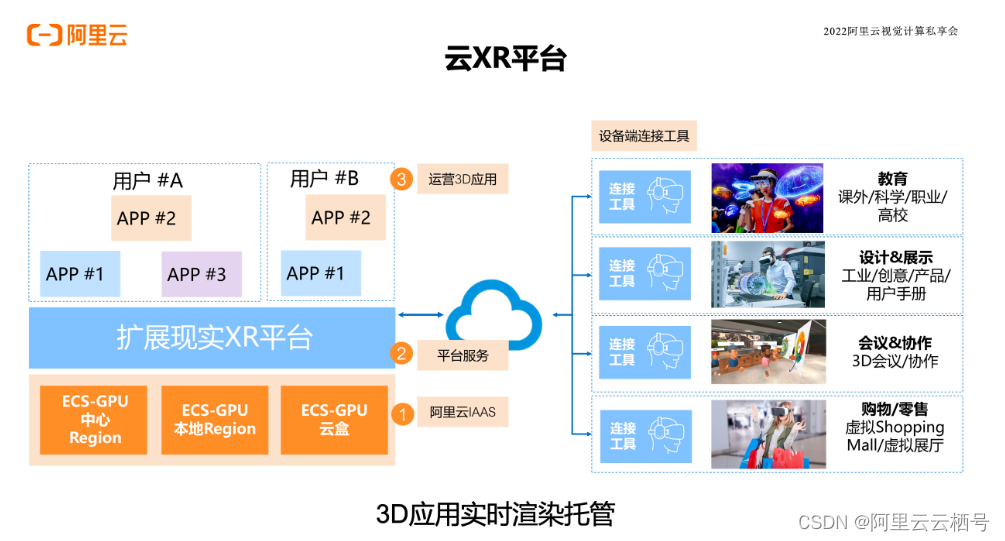 阿里云
2022阿里云视觉计算私享会
云XR平台
用户 #A
APP #2
APP #1
APP #3
用户 #B
APP #2
APP #1
3
运营3D应用
扩展现实XR平台
2
平台服务
ECS-GPU
中心
Region
ECS-GPU
本地Region
ECS-GPU
云盒
1
阿里云IAAS
设备端连接工具
连接
工具
教育
课外/科学/职业/
高校
连接
工具
设计&展示
工业/创意/产品/
用户手册
连接
工具
会议&协作
3D会议/协作
连接
工具
购物/零售
虚拟Shopping
Mall/虚拟展厅
3D应用实时渲染托管
CSDN @阿里云云栖号